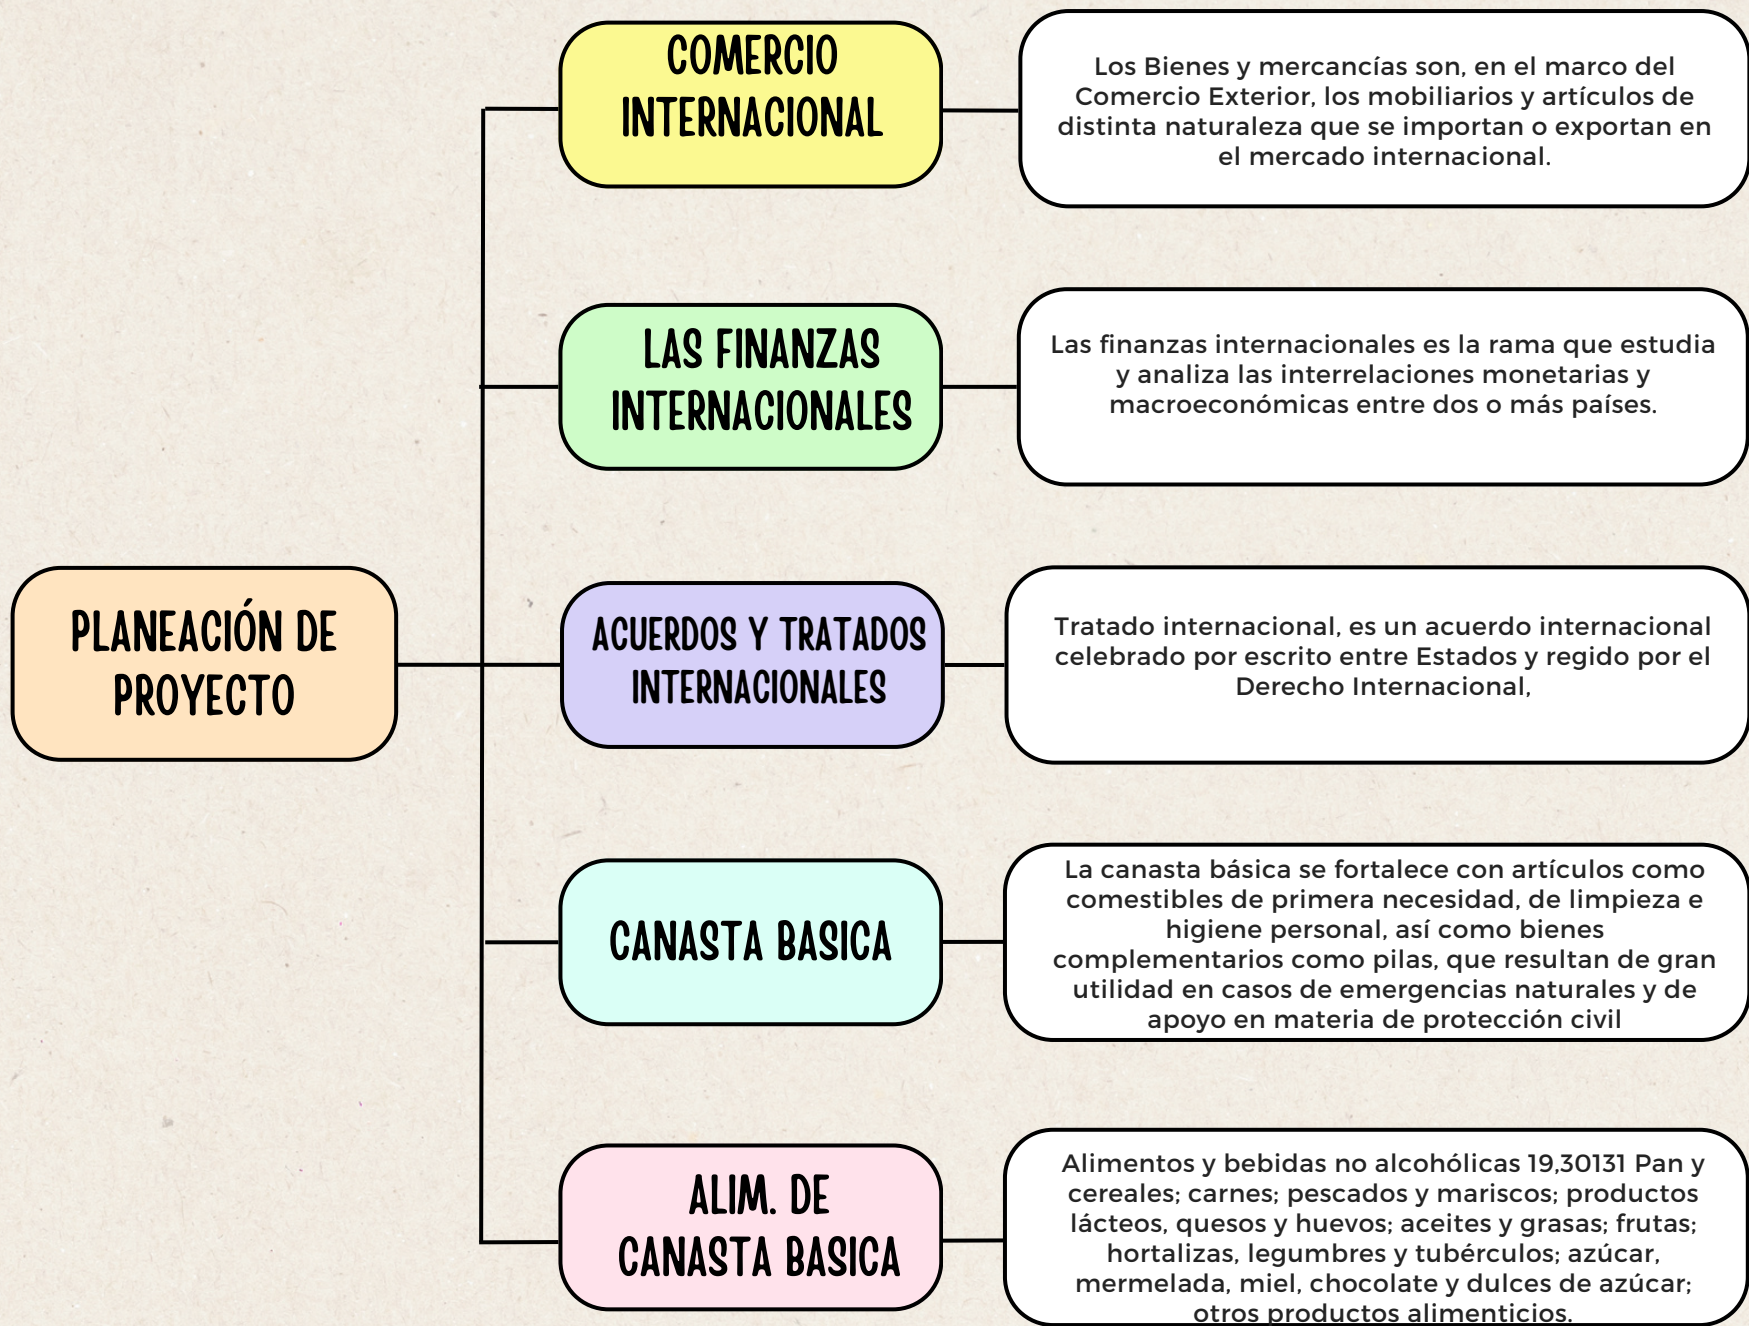 COMERCIO
INTERNACIONAL
Los Bienes y mercancías son, en el marco del
Comercio Exterior, los mobiliarios y artículos de
distinta naturaleza que se importan o exportan en
el mercado internacional.
LAS FINANZAS
INTERNACIONALES
Las finanzas internacionales es la rama que estudia
y analiza las interrelaciones monetarias y
macroeconómicas entre dos o más países.
PLANEACIÓN DE
PROYECTO
ACUERDOS Y TRATADOS
INTERNACIONALES
Tratado internacional, es un acuerdo internacional
celebrado por escrito entre Estados y regido por el
Derecho Internacional,
CANASTA BASICA
La canasta básica se fortalece con artículos como
comestibles de primera necesidad, de limpieza e
higiene personal, así como bienes
complementarios como pilas, que resultan de gran
utilidad en casos de emergencias naturales y de
apoyo en materia de protección civil
ALIM. DE
CANASTA BASICA
Alimentos y bebidas no alcohólicas 19,30131 Pan y
cereales; carnes; pescados y mariscos; productos
lácteos, quesos y huevos; aceites y grasas; frutas;
hortalizas, legumbres y tubérculos; azúcar,
mermelada, miel, chocolate y dulces de azúcar;
otros productos alimenticios.